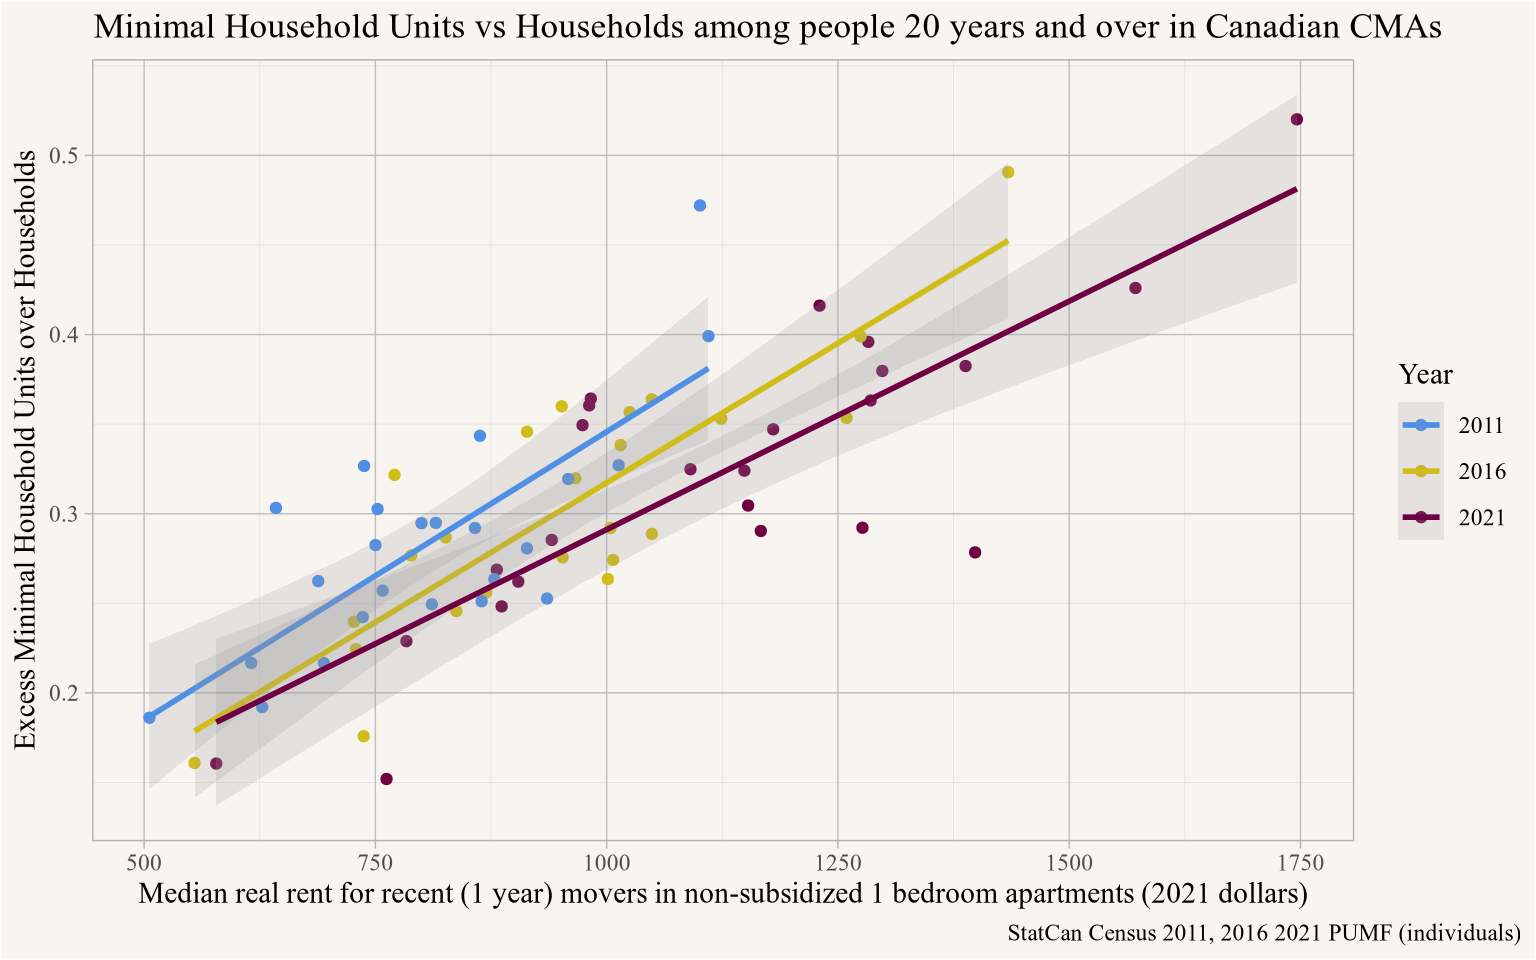 Minimal Household Units vs Households among people 20 years and over in Canadian CMAs
Excess Minimal Household Units over Households
0.5
0.4
0.3
0.2
500 750 1000 1250 1500 1750
Median real rent for recent (1 year) movers in non-subsidized 1 bedroom apartments (2021 dollars)
Year
2011
2016
2021
StatCan Census 2011, 2016 2021 PUMF (individuals)